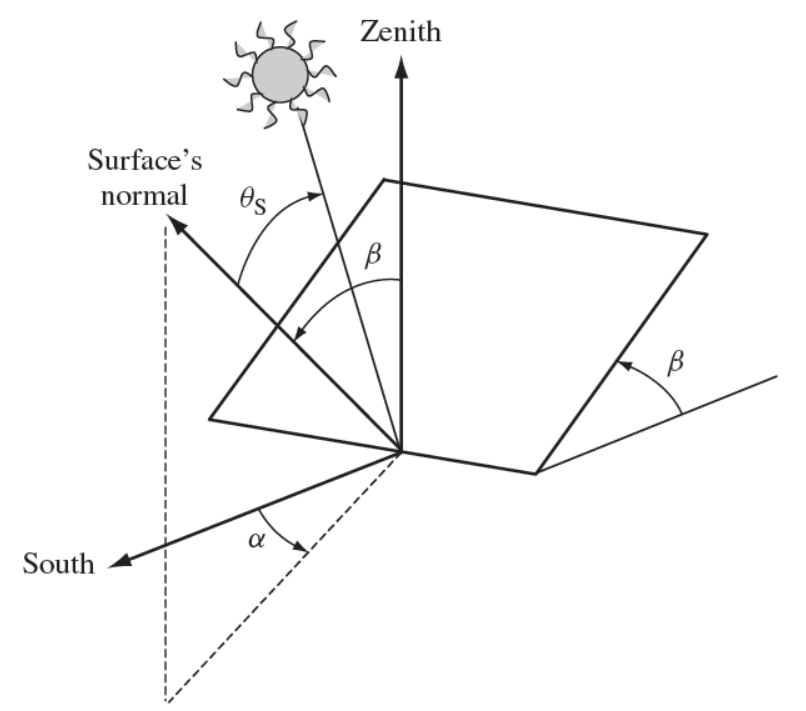 Zenith
Surface's
normal
θS
β
β
α
South